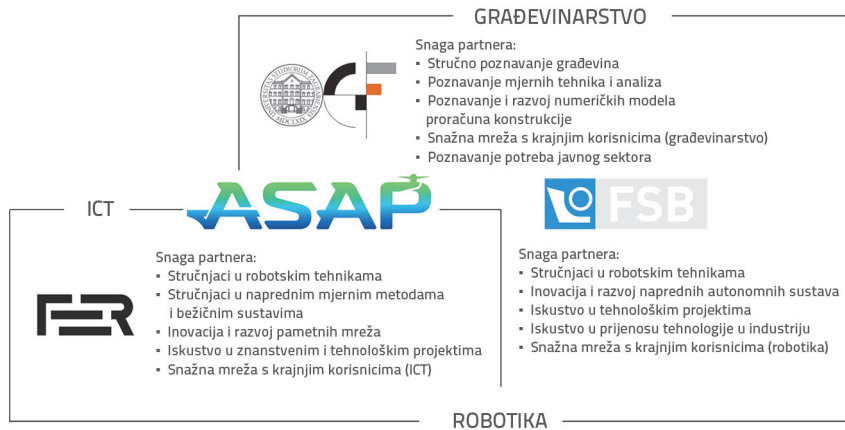 GRAĐEVINARSTVO
Snaga partnera:
▪ Stručno poznavanje građevina
▪ Poznavanje mjernih tehnika i analiza
▪ Poznavanje i razvoj numeričkih modela
proračuna konstrukcije
▪ Snažna mreža s krajnjim korisnicima (građevinarstvo)
▪ Poznavanje potreba javnog sektora
ICT
ASAP
FSB
Snaga partnera:
▪ Stručnjaci u robotskim tehnikama
▪ Stručnjaci u naprednim mjernim metodama
i bežičnim sustavima
▪ Inovacija i razvoj pametnih mreža
▪ Iskustvo u znanstvenim i tehnološkim projektima
▪ Snažna mreža s krajnjim korisnicima (ICT)
FER
Snaga partnera:
▪ Stručnjaci u robotskim tehnikama
▪ Inovacija i razvoj naprednih autonomnih sustava
▪ Iskustvo u tehnološkim projektima
▪ Iskustvo u prijenosu tehnologije u industriju
▪ Snažna mreža s krajnjim korisnicima (robotika)
ROBOTIKA